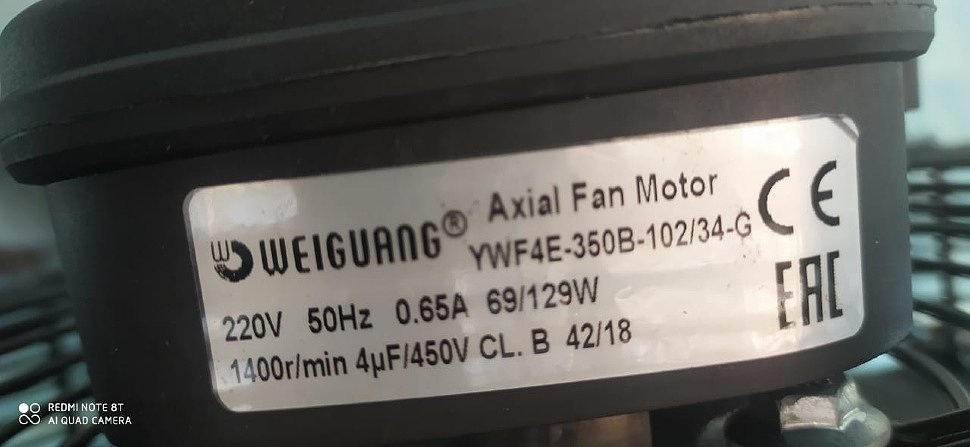 WEIGUANG® Axial Fan Motor
YWF4E-350B-102/34-G
CE
220V 50Hz 0.65A 69/129W
EAC
1400r/min 4µF/450V CL. B 42/18
REDMI NOTE 8T
AI QUAD CAMERA